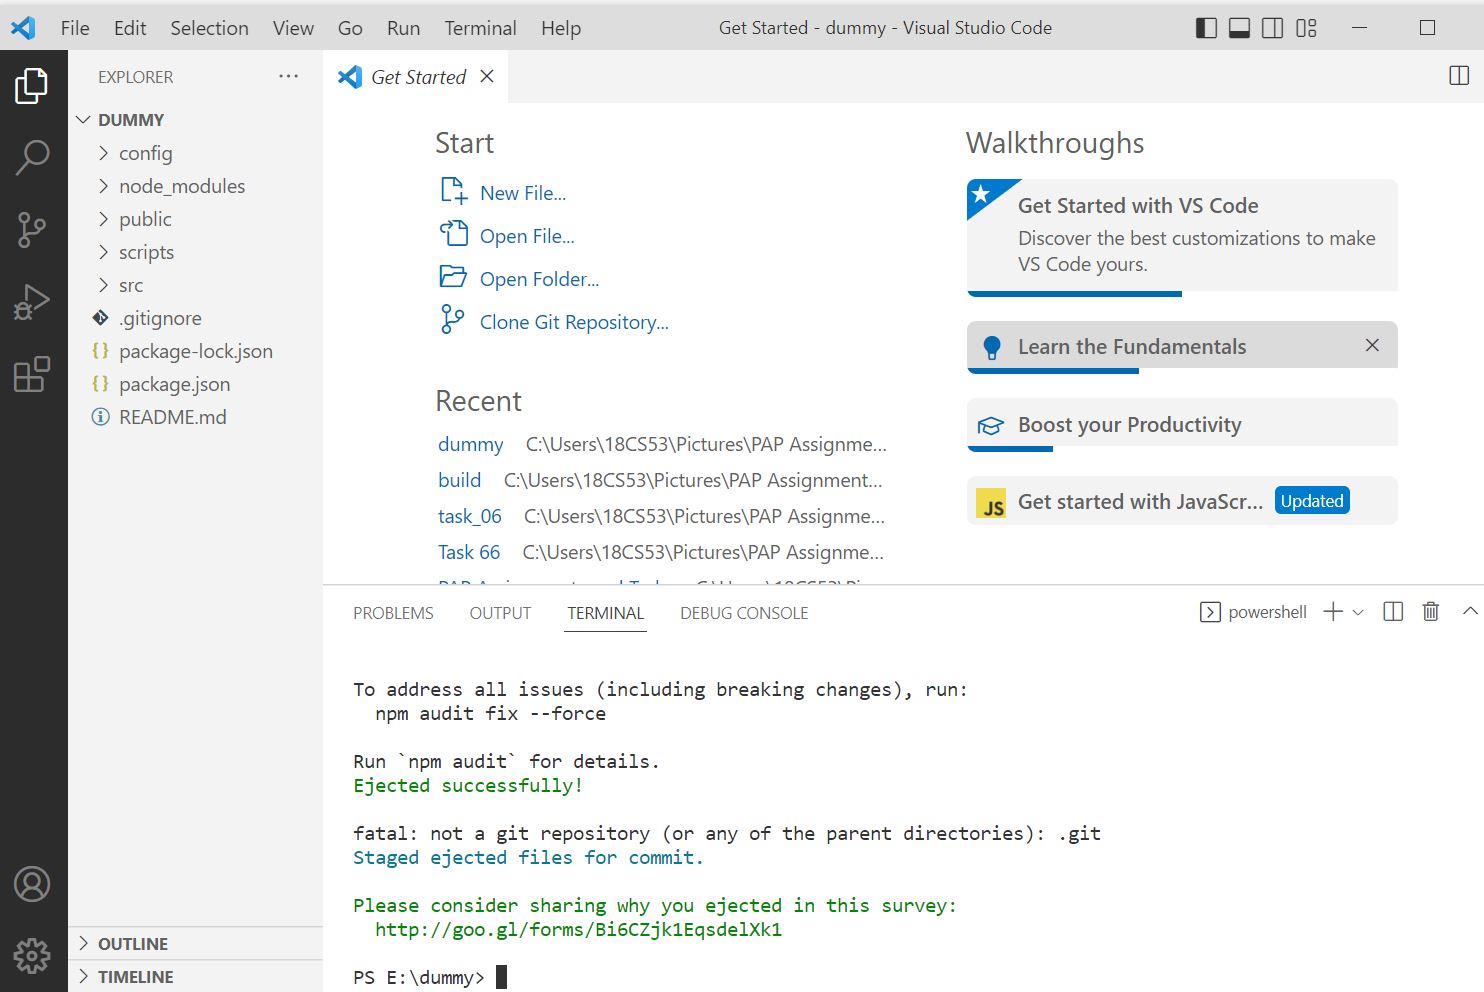 File Edit Selection View Go Run Terminal Help
Get Started - dummy - Visual Studio Code
EXPLORER
DUMMY
config
node_modules
public
scripts
src
.gitignore
package-lock.json
package.json
README.md
OUTLINE
TIMELINE
Get Started
Start
New File...
Open File...
Open Folder...
Clone Git Repository...
Recent
dummy C:\Users\18CS53\Pictures\PAP Assignme...
build C:\Users\18CS53\Pictures\PAP Assignment...
task_06 C:\Users\18CS53\Pictures\PAP Assignme...
Task 66 C:\Users\18CS53\Pictures\PAP Assignme...
Walkthroughs
Get Started with VS Code
Discover the best customizations to make
VS Code yours.
Learn the Fundamentals
Boost your Productivity
JS Get started with JavaScr... Updated
PROBLEMS OUTPUT TERMINAL DEBUG CONSOLE powershell
To address all issues (including breaking changes), run:
npm audit fix --force
Run `npm audit` for details.
Ejected successfully!
fatal: not a git repository (or any of the parent directories): .git
Staged ejected files for commit.
Please consider sharing why you ejected in this survey:
http://goo.gl/forms/Bi6CZjk1EqsdelXk1
PS E:\dummy>